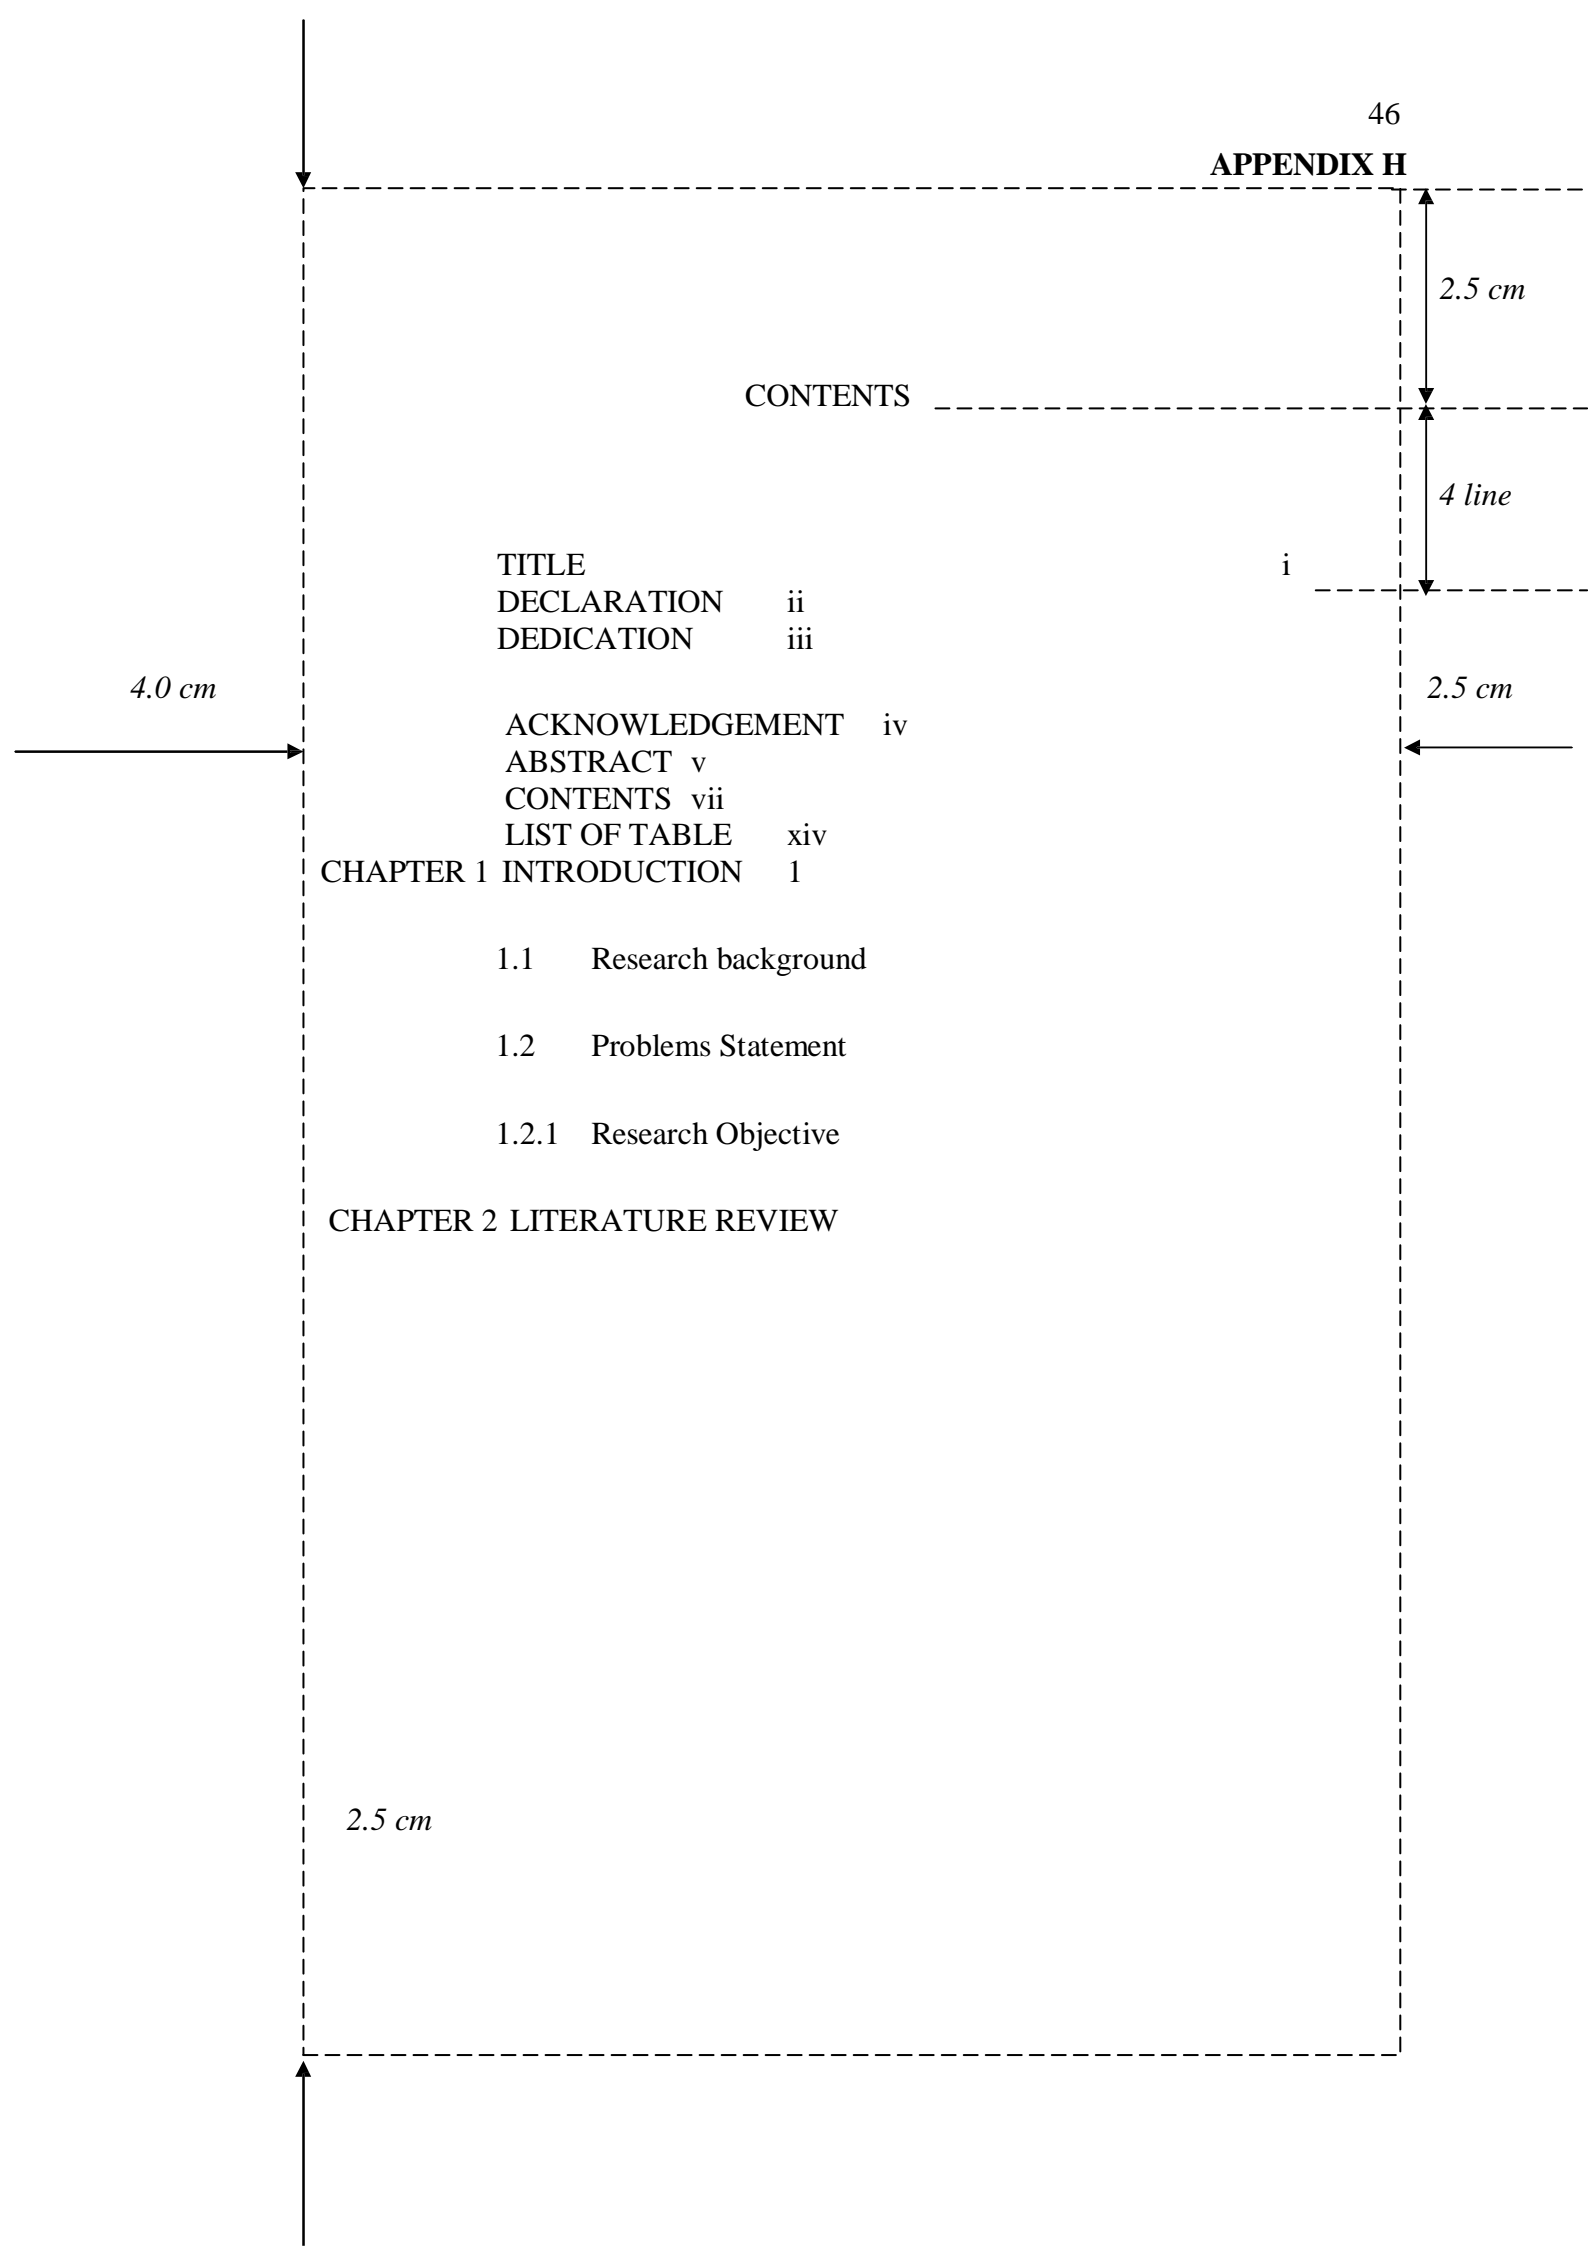 46
APPENDIX H
2.5 cm
CONTENTS
4 line
TITLE i
DECLARATION ii
DEDICATION iii
4.0 cm 2.5 cm
ACKNOWLEDGEMENT iv
ABSTRACT v
CONTENTS vii
LIST OF TABLE xiv
CHAPTER 1 INTRODUCTION 1
1.1 Research background
1.2 Problems Statement
1.2.1 Research Objective
CHAPTER 2 LITERATURE REVIEW
2.5 cm